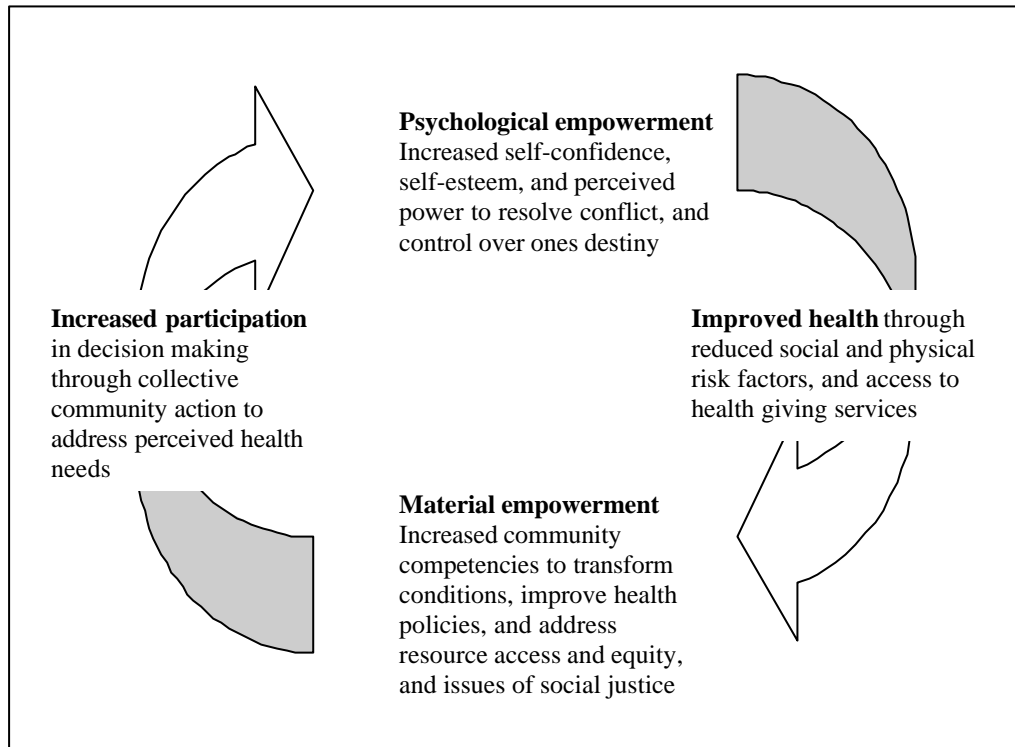 Psychological empowerment
Increased self-confidence,
self-esteem, and perceived
power to resolve conflict, and
control over ones destiny
Increased participation
in decision making
through collective
community action to
address perceived health
needs
Improved health through
reduced social and physical
risk factors, and access to
health giving services
Material empowerment
Increased community
competencies to transform
conditions, improve health
policies, and address
resource access and equity,
and issues of social justice